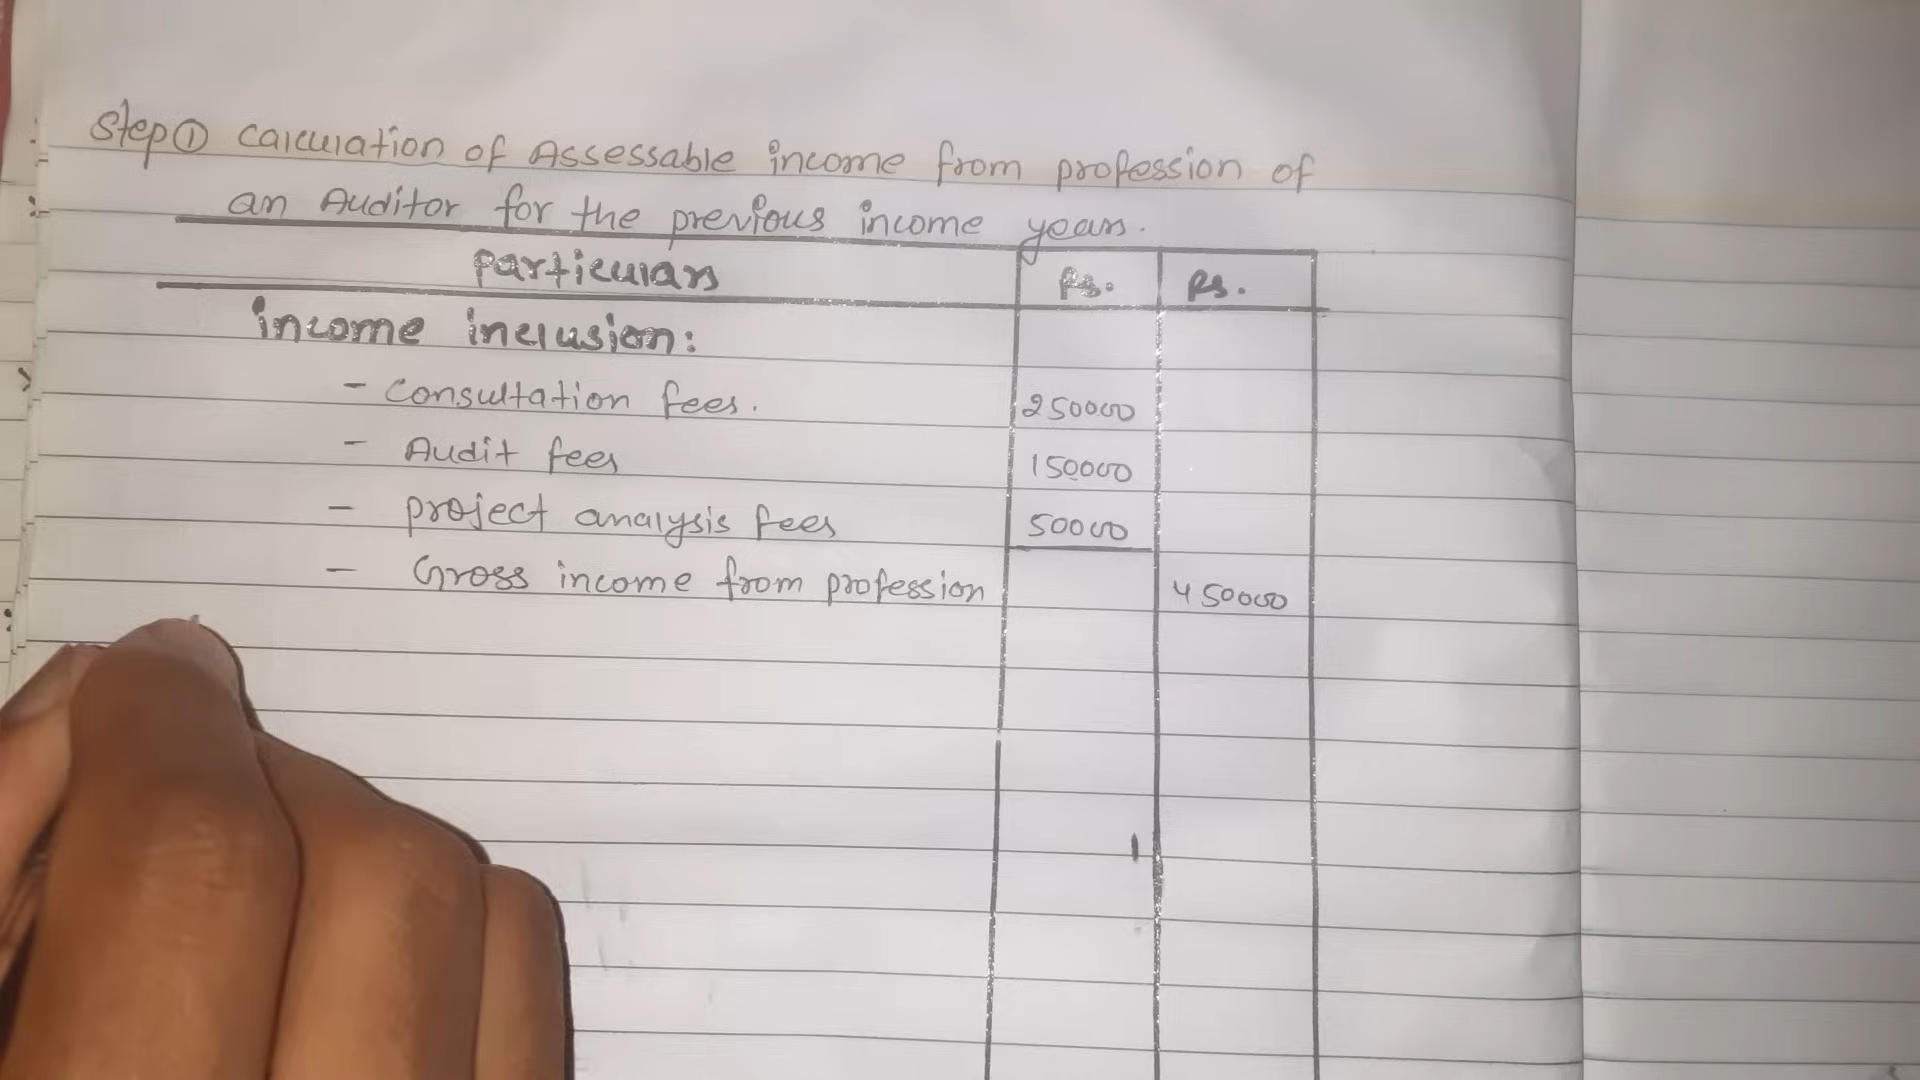 Step① Calculation of Assessable income from profession of
an Auditor for the previous income years.
particulars Rs. Rs.
income inclusion:
- Consultation fees. 250000
- Audit fees 150000
- project analysis fees 50000
- Gross income from profession 450000